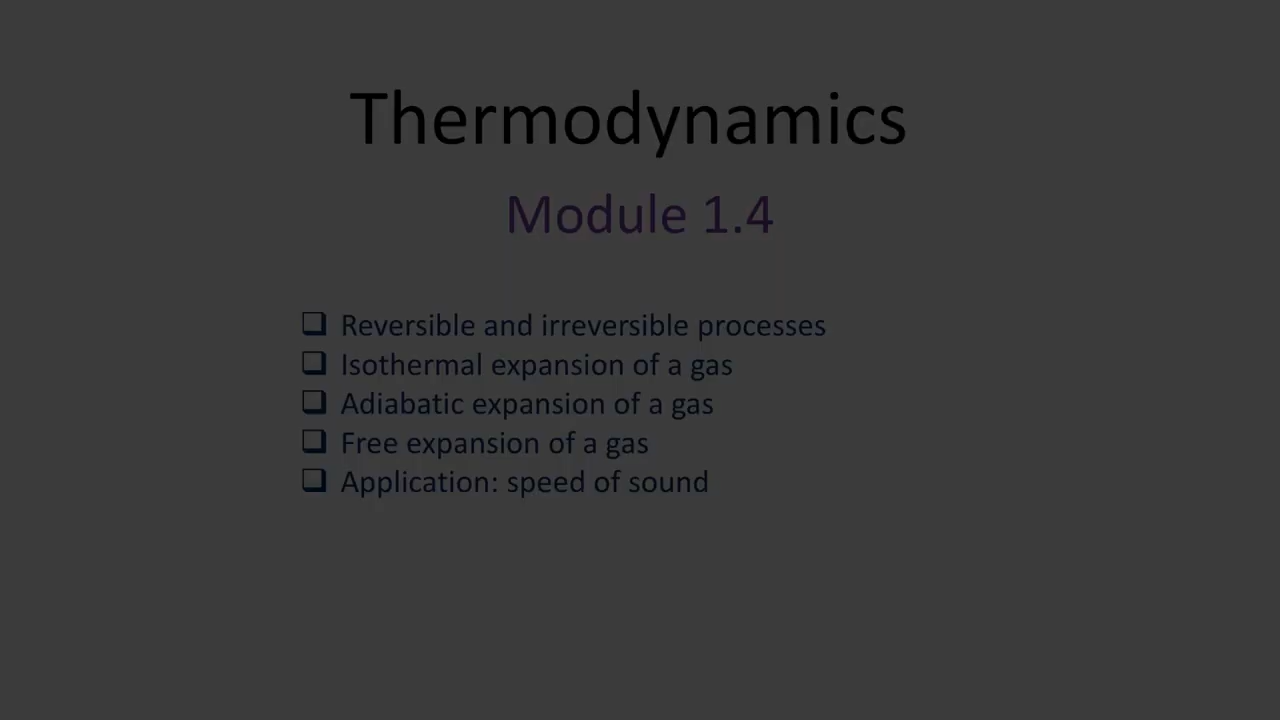 Thermodynamics
Module 1.4
❑ Reversible and irreversible processes
❑ Isothermal expansion of a gas
❑ Adiabatic expansion of a gas
❑ Free expansion of a gas
❑ Application: speed of sound